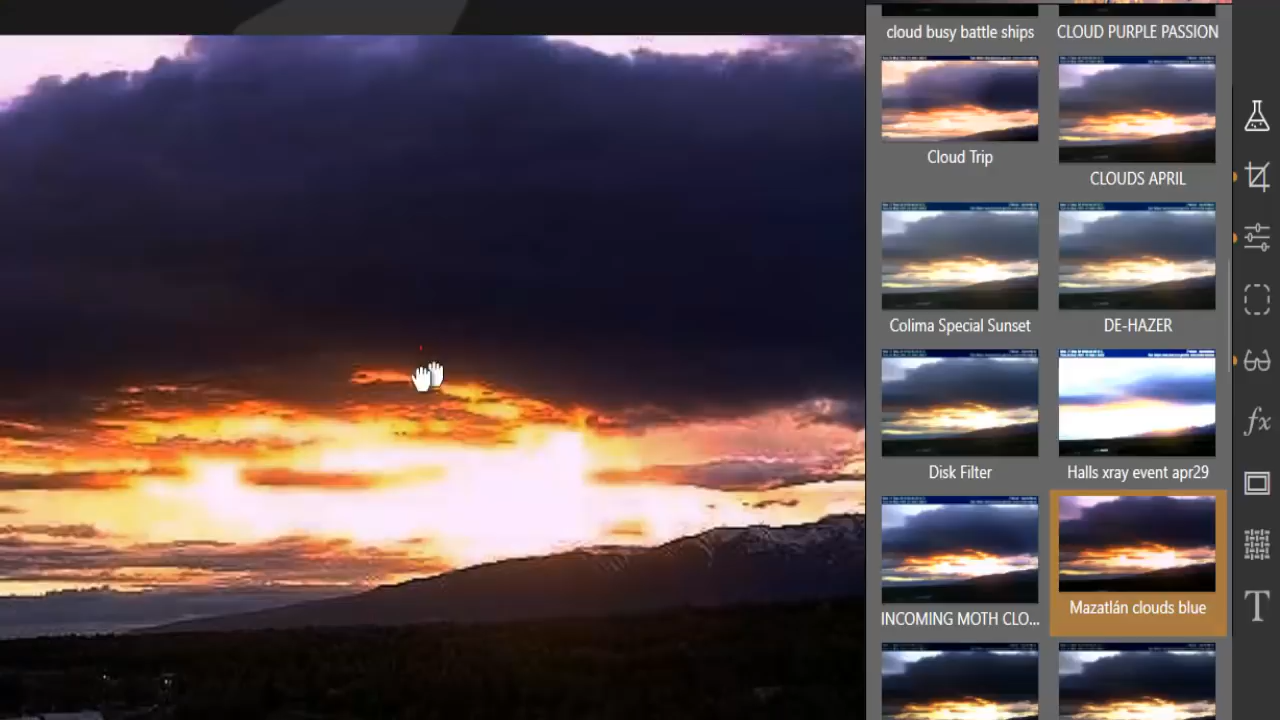 cloud busy battle ships
CLOUD PURPLE PASSION
Cloud Trip
CLOUDS APRIL
Colima Special Sunset
DE-HAZER
Disk Filter
Halls xray event apr29
INCOMING MOTH CLO...
Mazatlán clouds blue
fx
T